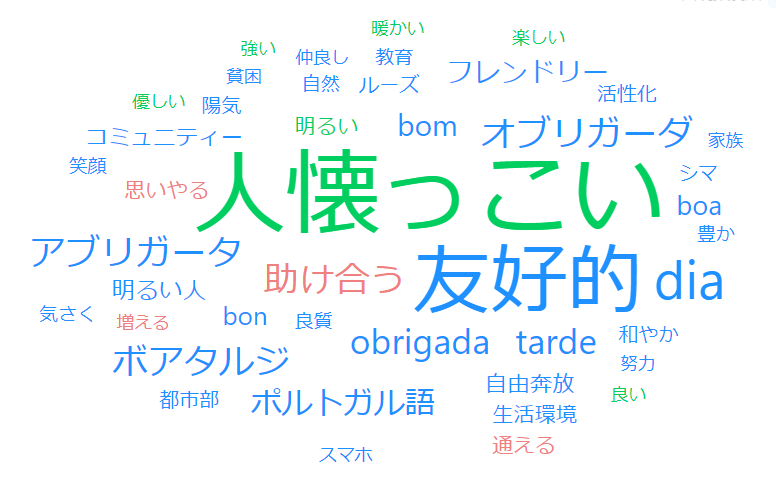 暖かい
楽しい
強い
仲良し
教育
貧困
自然
ルーズ
フレンドリー
優しい
陽気
活性化
コミュニティー
明るい
bom
オブリガーダ
家族
笑顔
思いやる
人懐っこい
シマ
boa
豊か
アブリガータ
助け合う
友好的
dia
明るい人
気さく
増える
bon
良質
obrigada
tarde
和やか
ボアタルジ
努力
自由奔放
都市部
ポルトガル語
良い
生活環境
通える
スマホ